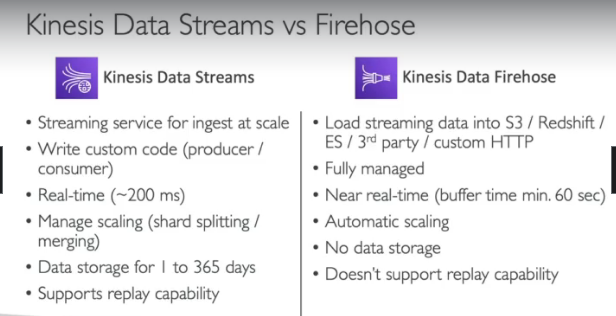 Kinesis Data Streams vs Firehose
Kinesis Data Streams
• Streaming service for ingest at scale
• Write custom code (producer /
consumer)
• Real-time (~200 ms)
• Manage scaling (shard splitting /
merging)
• Data storage for 1 to 365 days
• Supports replay capability
Kinesis Data Firehose
• Load streaming data into S3 / Redshift /
ES / 3rd party / custom HTTP
• Fully managed
• Near real-time (buffer time min. 60 sec)
• Automatic scaling
• No data storage
• Doesn't support replay capability